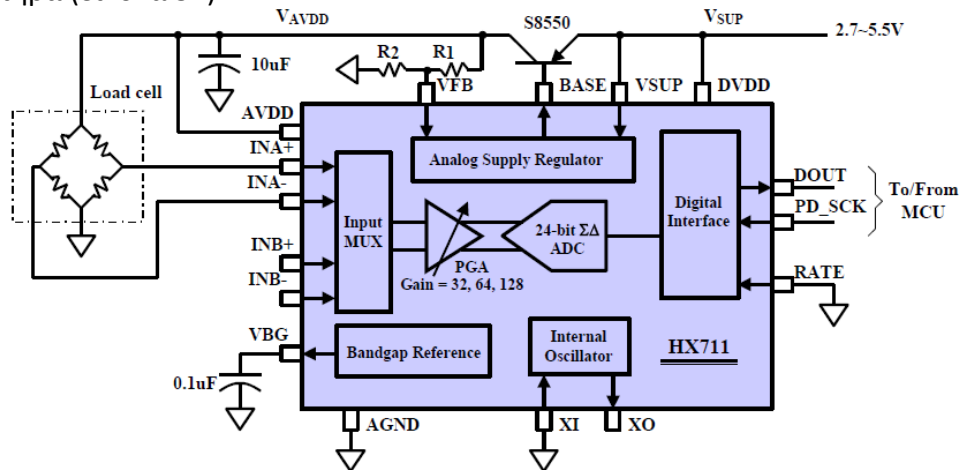 V_AVDD
S8550
V_SUP
2.7~5.5V
R2
R1
10uF
VFB
BASE
VSUP
DVDD
Load cell
AVDD
INA+
INA-
INB+
INB-
VBG
0.1uF
Analog Supply Regulator
Input
MUX
PGA
Gain = 32, 64, 128
24-bit ΣΔ
ADC
Digital
Interface
DOUT
PD_SCK
To/From
MCU
RATE
Bandgap Reference
Internal
Oscillator
HX711
AGND
XI
XO